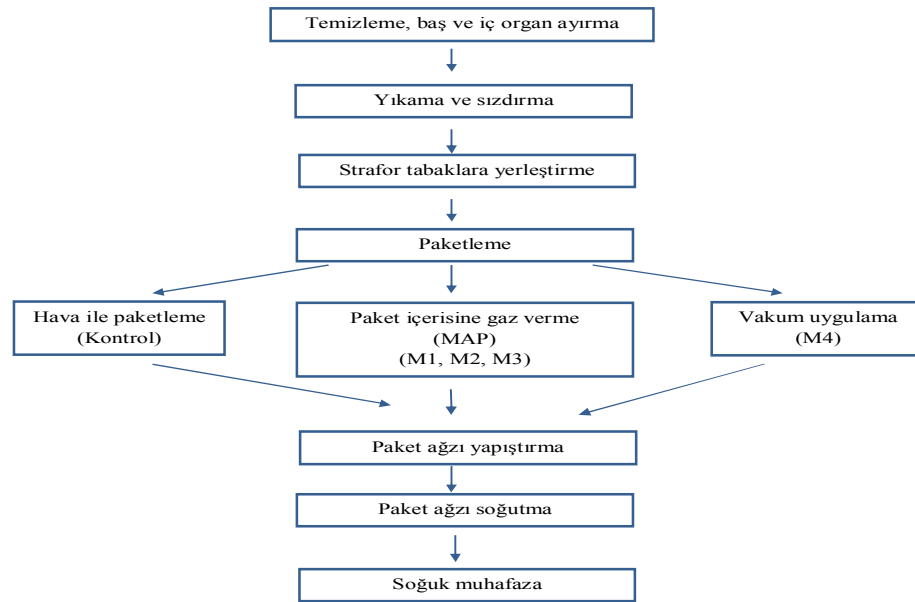 Temizleme, baş ve iç organ ayırma
Yıkama ve sızdırma
Strafor tabaklara yerleştirme
Paketleme
Hava ile paketleme
(Kontrol)
Paket içerisine gaz verme
(MAP)
(M1, M2, M3)
Vakum uygulama
(M4)
Paket ağzı yapıştırma
Paket ağzı soğutma
Soğuk muhafaza